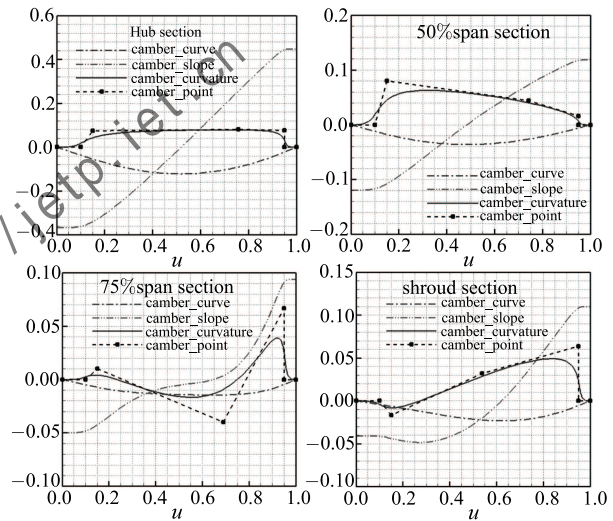 Hub section
camber_curve
camber_slope
camber_curvature
camber_point
0.6
0.4
0.2
0.0
−0.2
−0.4
0.0 0.2 0.4 0.6 0.8 1.0
u
50%span section
camber_curve
camber_slope
camber_curvature
camber_point
0.2
0.1
0.0
−0.1
−0.2
0.0 0.2 0.4 0.6 0.8 1.0
u
75%span section
camber_curve
camber_slope
camber_curvature
camber_point
0.10
0.05
0.00
−0.05
−0.10
0.0 0.2 0.4 0.6 0.8 1.0
u
shroud section
camber_curve
camber_slope
camber_curvature
camber_point
0.15
0.10
0.05
0.00
−0.05
−0.10
0.0 0.2 0.4 0.6 0.8 1.0
u
/jetp.iet.cn